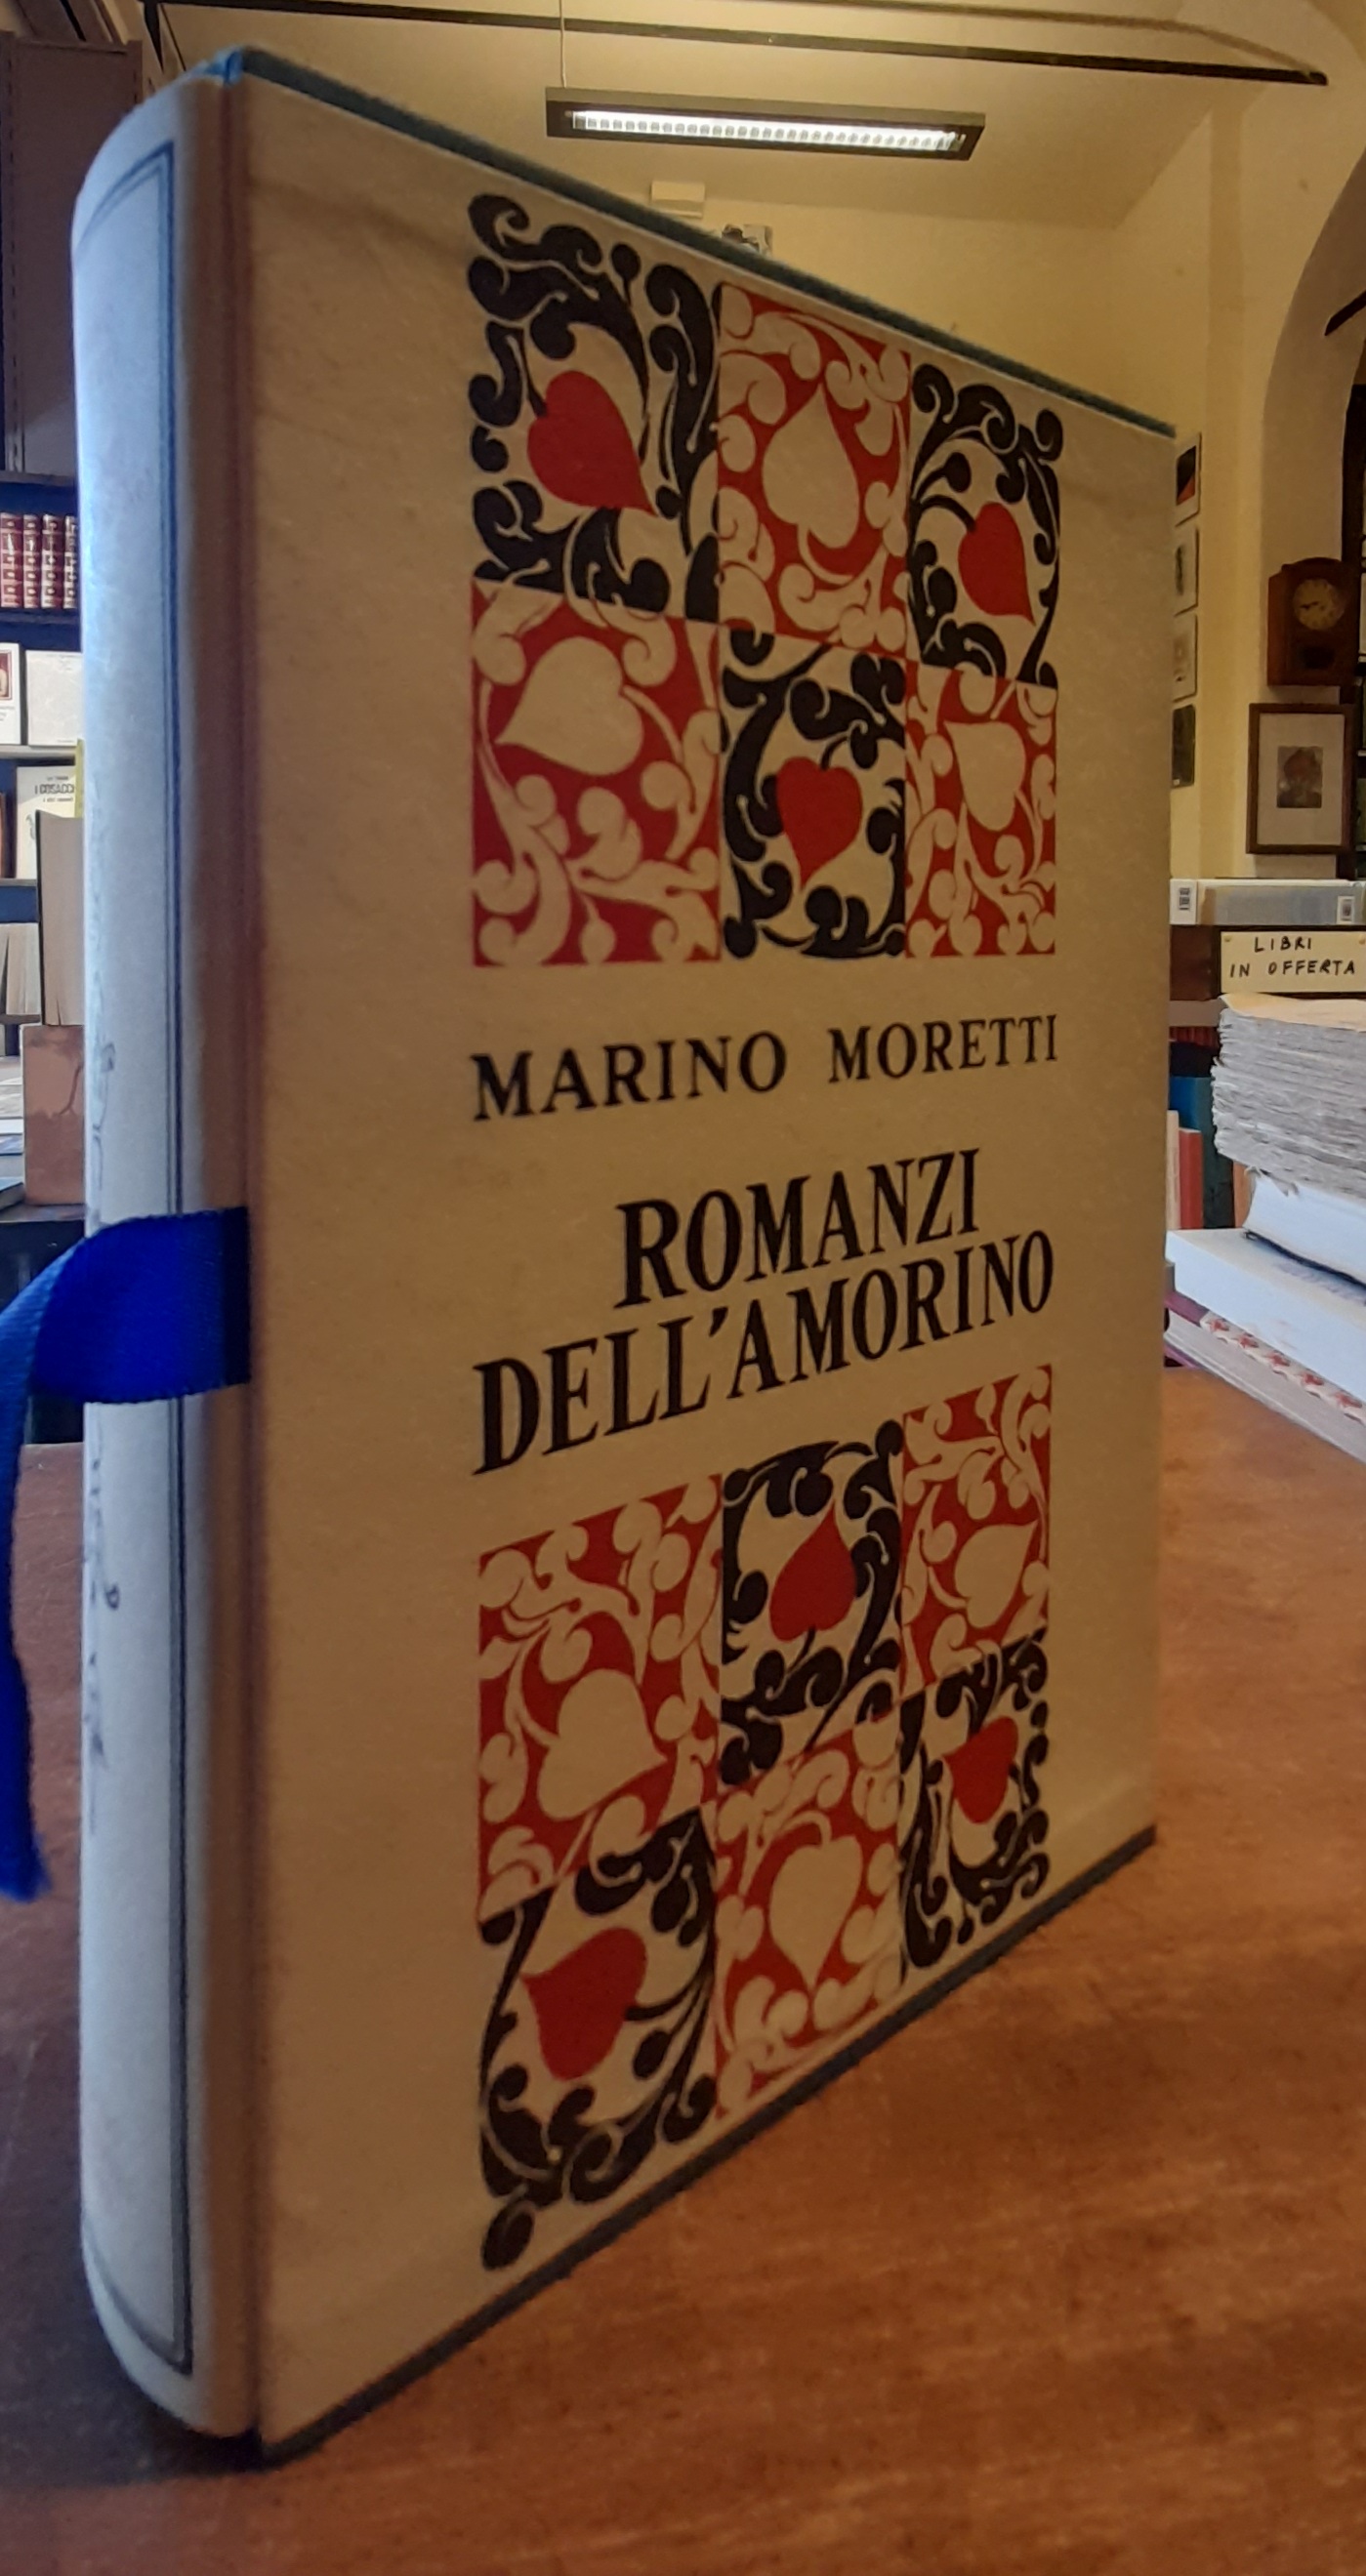 MARINO MORETTI
ROMANZI
DELL'AMORINO
LIBRI
IN OFFERTA